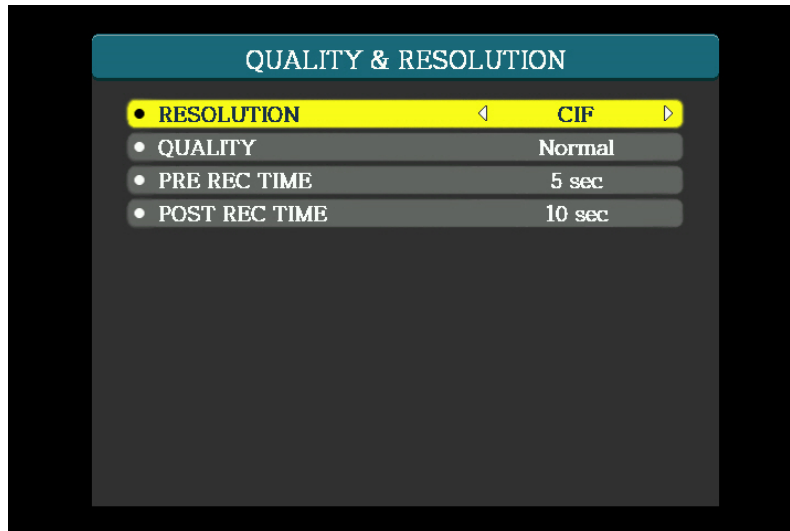 QUALITY & RESOLUTION
RESOLUTION CIF
QUALITY Normal
PRE REC TIME 5 sec
POST REC TIME 10 sec